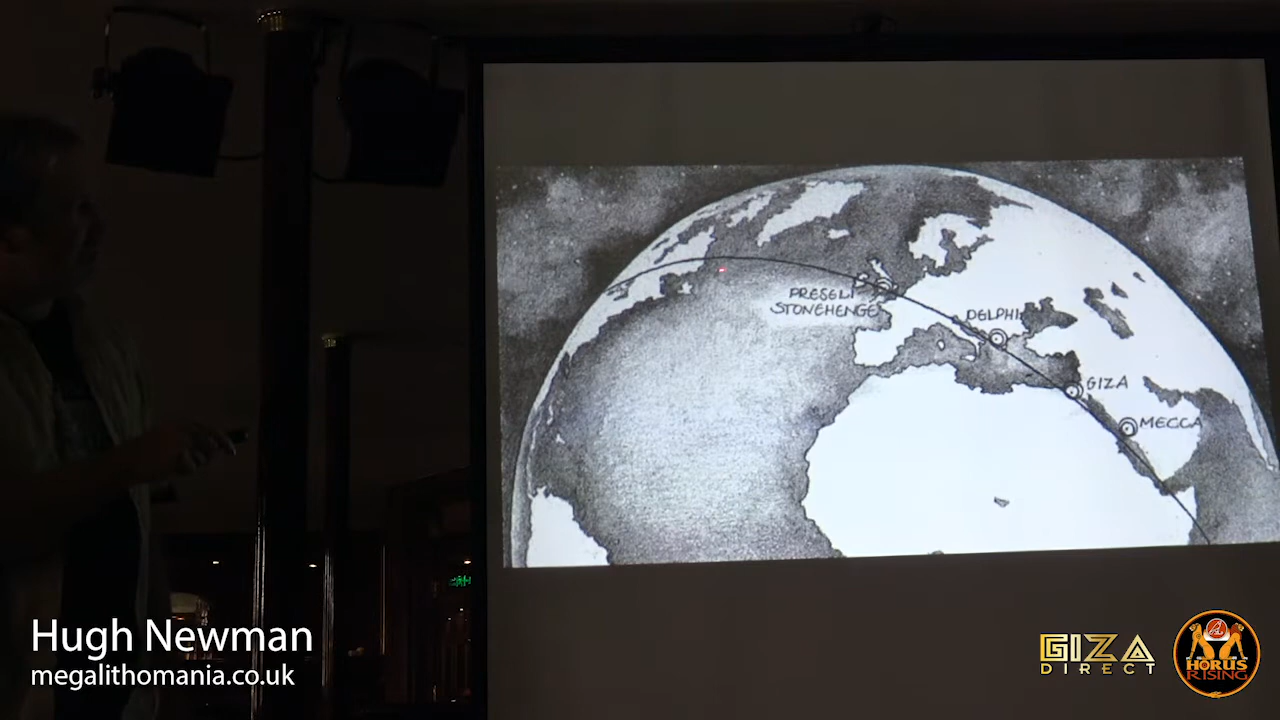 PRESELI
STONEHENGE
DELPHI
GIZA
MECCA
Hugh Newman
megalithomania.co.uk
GIZA
DIRECT
HORUS
RISING